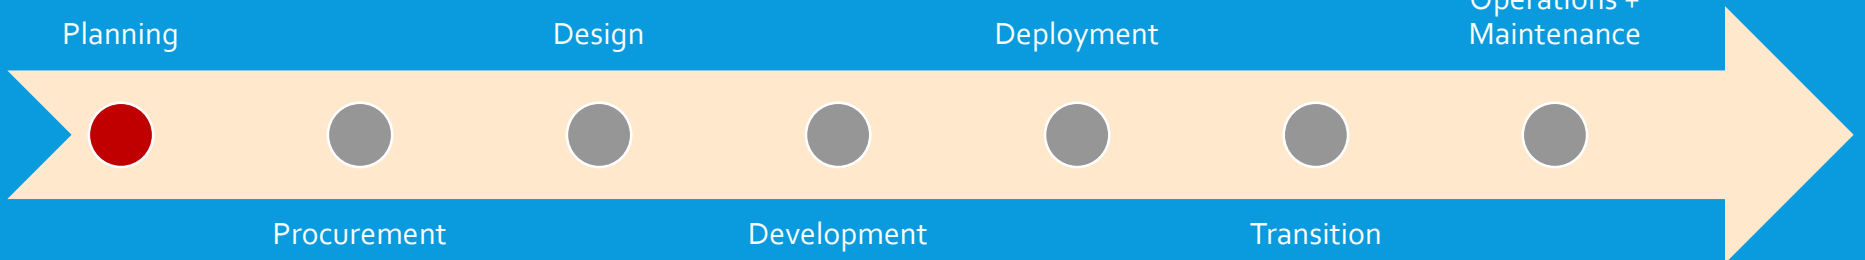 Planning
Procurement
Design
Development
Deployment
Transition
Operations +
Maintenance